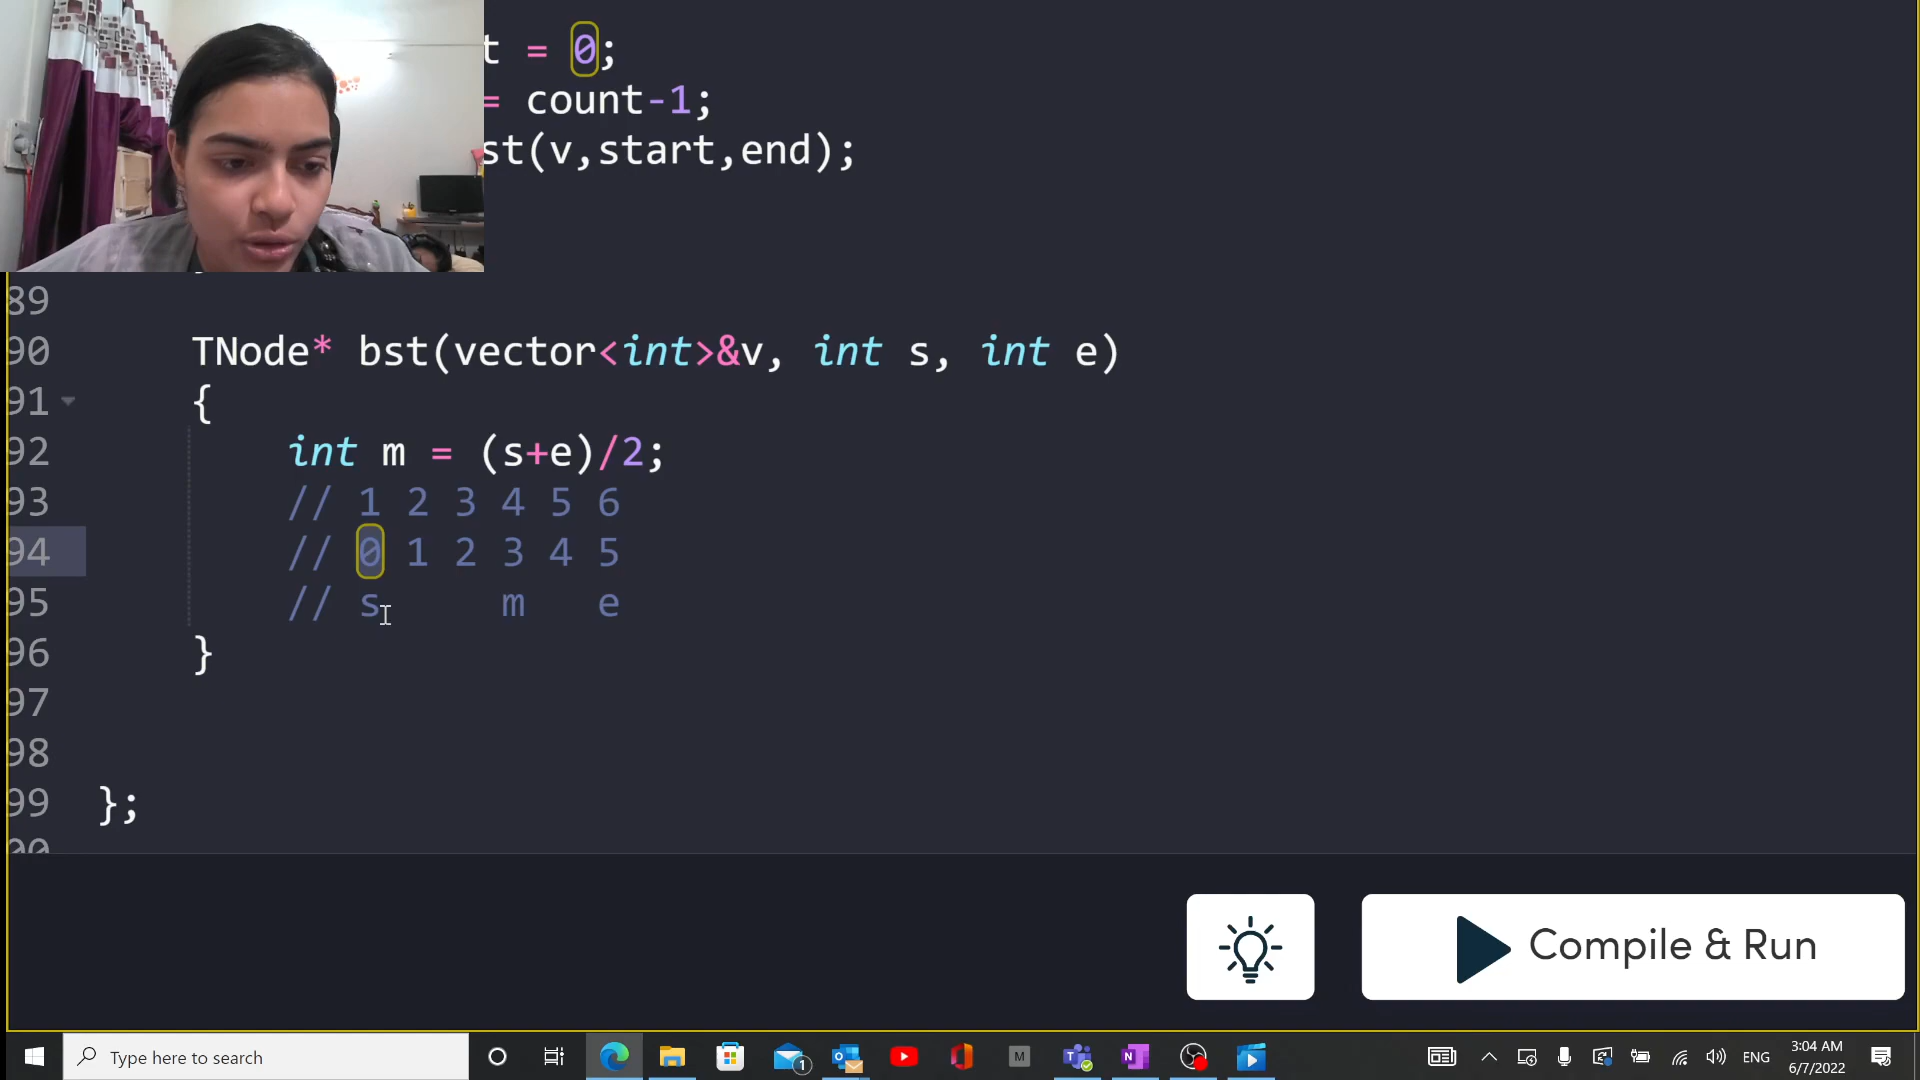 t = 0;
= count-1;
st(v,start,end);
89
90 TNode* bst(vector<int>&v, int s, int e)
91 {
92 int m = (s+e)/2;
93 // 1 2 3 4 5 6
94 // 0 1 2 3 4 5
95 // s m e
96 }
97
98
99 };
Compile & Run
Type here to search
1
M
ENG
3:04 AM
6/7/2022